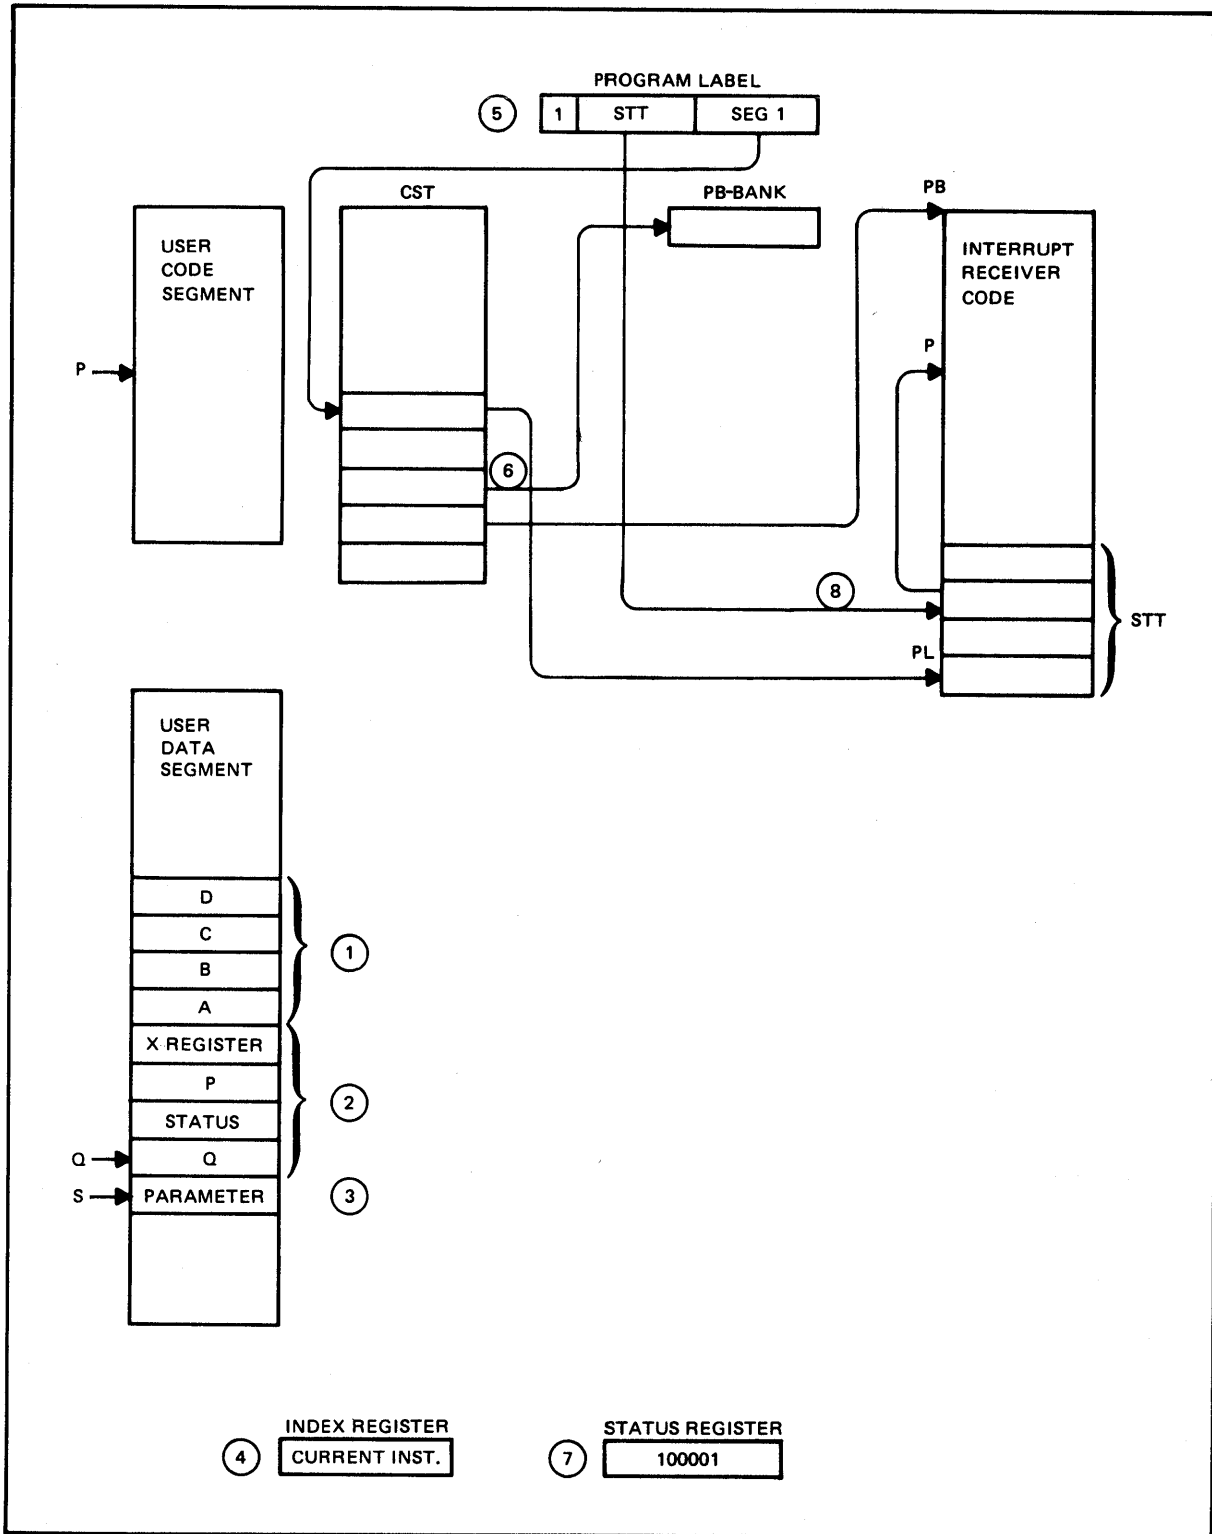 PROGRAM LABEL
5
1 STT SEG 1
CST
PB-BANK
PB
USER
CODE
SEGMENT
INTERRUPT
RECEIVER
CODE
P
P
6
8
STT
PL
USER
DATA
SEGMENT
D
C
1
B
A
X-REGISTER
P
2
STATUS
Q
Q
S
PARAMETER
3
INDEX REGISTER
4
CURRENT INST.
STATUS REGISTER
7
100001